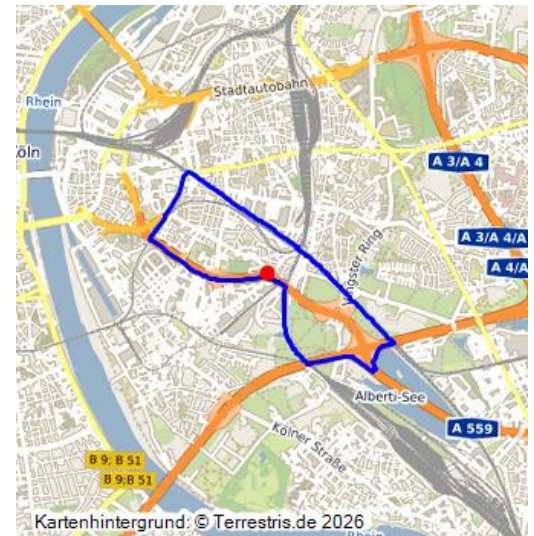 Rhein
Stadtautobahn
öln
A 3/A 4
A 3/A 4/A
A 4/A
ngster Ring
Alberti-See
A 559
Kölner Straße
B 9; B 51
B 9;B 51
Rhein
Kartenhintergrund: © Terrestris.de 2026